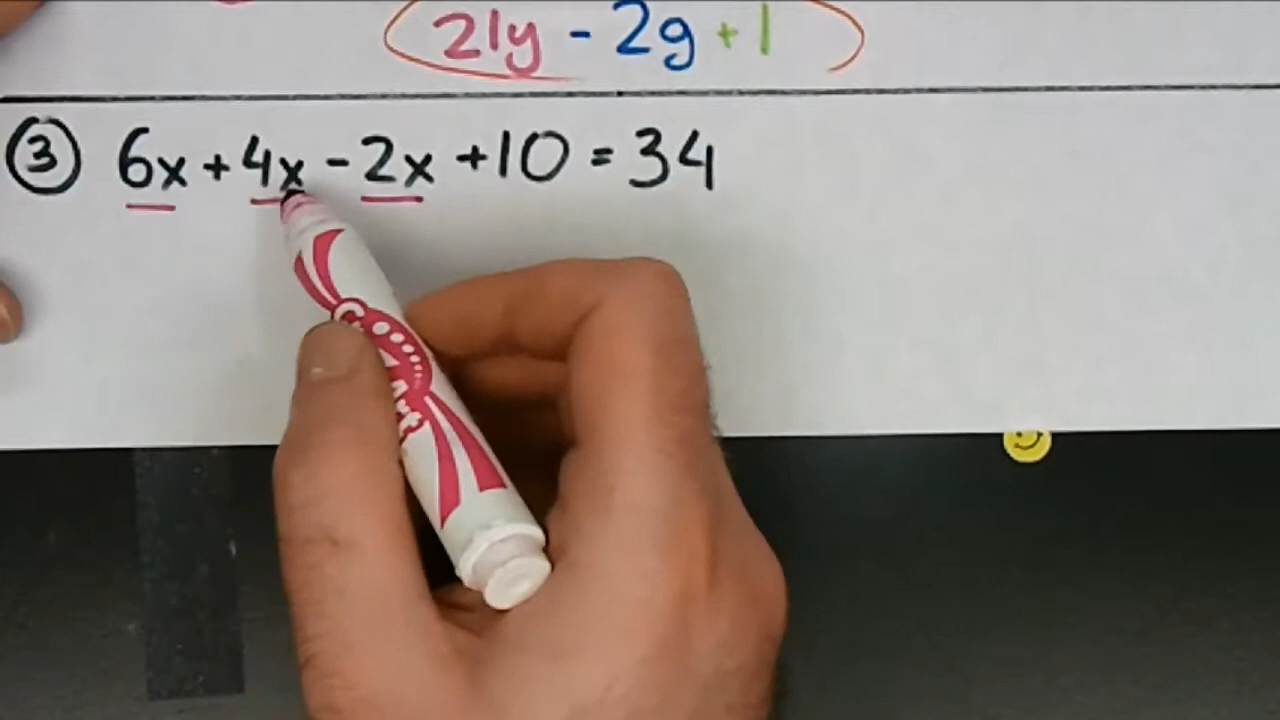 21y - 2g + 1
3 6x + 4x - 2x + 10 = 34